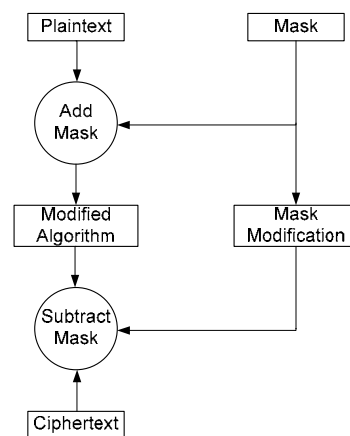 Plaintext
Mask
Add
Mask
Modified
Algorithm
Mask
Modification
Subtract
Mask
Ciphertext